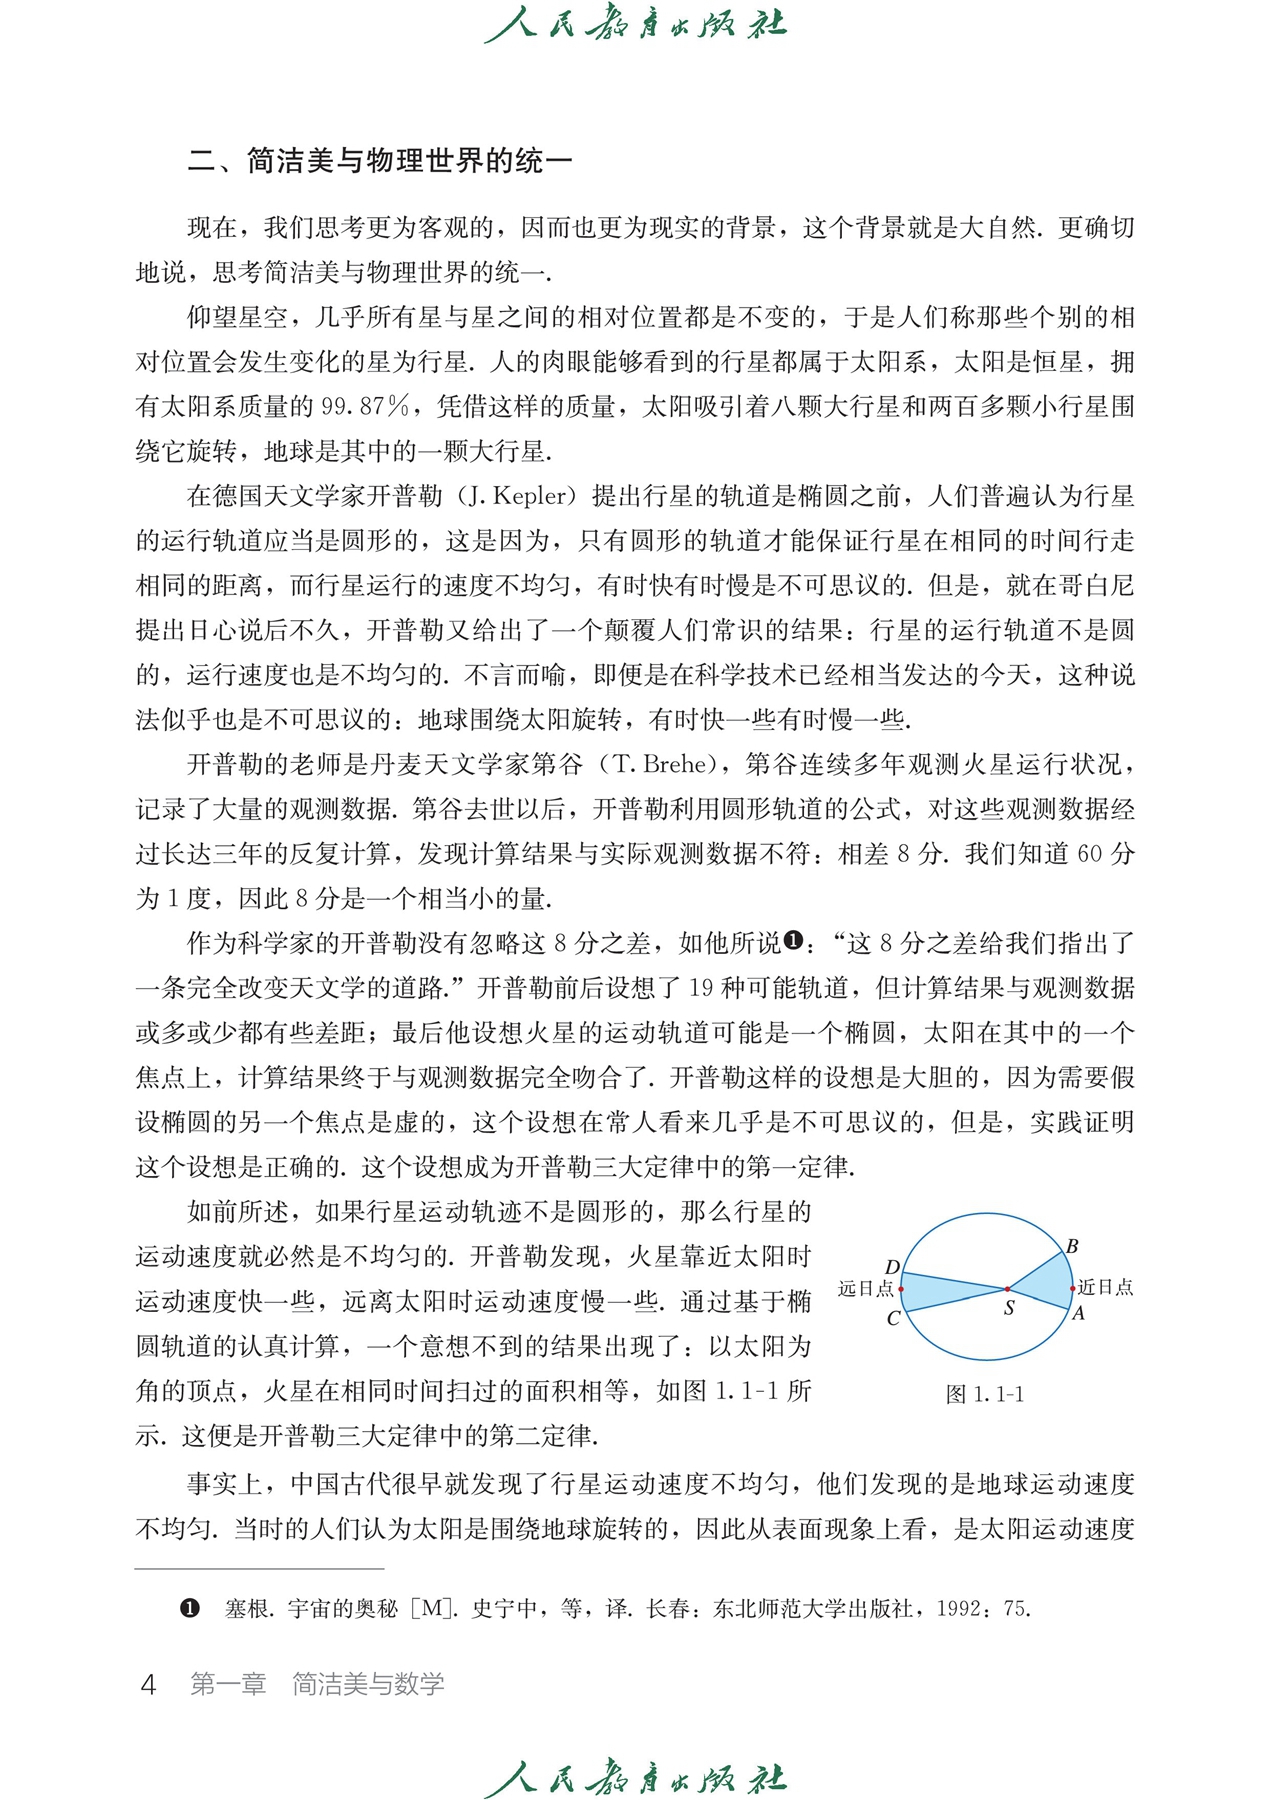 人民教育出版社
二、简洁美与物理世界的统一
现在，我们思考更为客观的，因而也更为现实的背景，这个背景就是大自然. 更确切
地说，思考简洁美与物理世界的统一.
仰望星空，几乎所有星与星之间的相对位置都是不变的，于是人们称那些个别的相
对位置会发生变化的星为行星. 人的肉眼能够看到的行星都属于太阳系，太阳是恒星，拥
有太阳系质量的 99.87%，凭借这样的质量，太阳吸引着八颗大行星和两百多颗小行星围
绕它旋转，地球是其中的一颗大行星.
在德国天文学家开普勒（J. Kepler）提出行星的轨道是椭圆之前，人们普遍认为行星
的运行轨道应当是圆形的，这是因为，只有圆形的轨道才能保证行星在相同的时间行走
相同的距离，而行星运行的速度不均匀，有时快有时慢是不可思议的. 但是，就在哥白尼
提出日心说后不久，开普勒又给出了一个颠覆人们常识的结果：行星的运行轨道不是圆
的，运行速度也是不均匀的. 不言而喻，即便是在科学技术已经相当发达的今天，这种说
法似乎也是不可思议的：地球围绕太阳旋转，有时快一些有时慢一些.
开普勒的老师是丹麦天文学家第谷（T. Brehe），第谷连续多年观测火星运行状况，
记录了大量的观测数据. 第谷去世以后，开普勒利用圆形轨道的公式，对这些观测数据经
过长达三年的反复计算，发现计算结果与实际观测数据不符：相差 8 分. 我们知道 60 分
为 1 度，因此 8 分是一个相当小的量.
作为科学家的开普勒没有忽略这 8 分之差，如他所说❶：“这 8 分之差给我们指出了
一条完全改变天文学的道路.”开普勒前后设想了 19 种可能轨道，但计算结果与观测数据
或多或少都有些差距；最后他设想火星的运动轨道可能是一个椭圆，太阳在其中的一个
焦点上，计算结果终于与观测数据完全吻合了. 开普勒这样的设想是大胆的，因为需要假
设椭圆的另一个焦点是虚的，这个设想在常人看来几乎是不可思议的，但是，实践证明
这个设想是正确的. 这个设想成为开普勒三大定律中的第一定律.
如前所述，如果行星运动轨迹不是圆形的，那么行星的
运动速度就必然是不均匀的. 开普勒发现，火星靠近太阳时
运动速度快一些，远离太阳时运动速度慢一些. 通过基于椭
圆轨道的认真计算，一个意想不到的结果出现了：以太阳为
角的顶点，火星在相同时间扫过的面积相等，如图 1.1-1 所
示. 这便是开普勒三大定律中的第二定律.
B
D
远日点
近日点
S
A
C
图 1.1-1
事实上，中国古代很早就发现了行星运动速度不均匀，他们发现的是地球运动速度
不均匀. 当时的人们认为太阳是围绕地球旋转的，因此从表面现象上看，是太阳运动速度
❶ 塞根. 宇宙的奥秘［M］. 史宁中，等，译. 长春：东北师范大学出版社，1992：75.
4 第一章 简洁美与数学
人民教育出版社